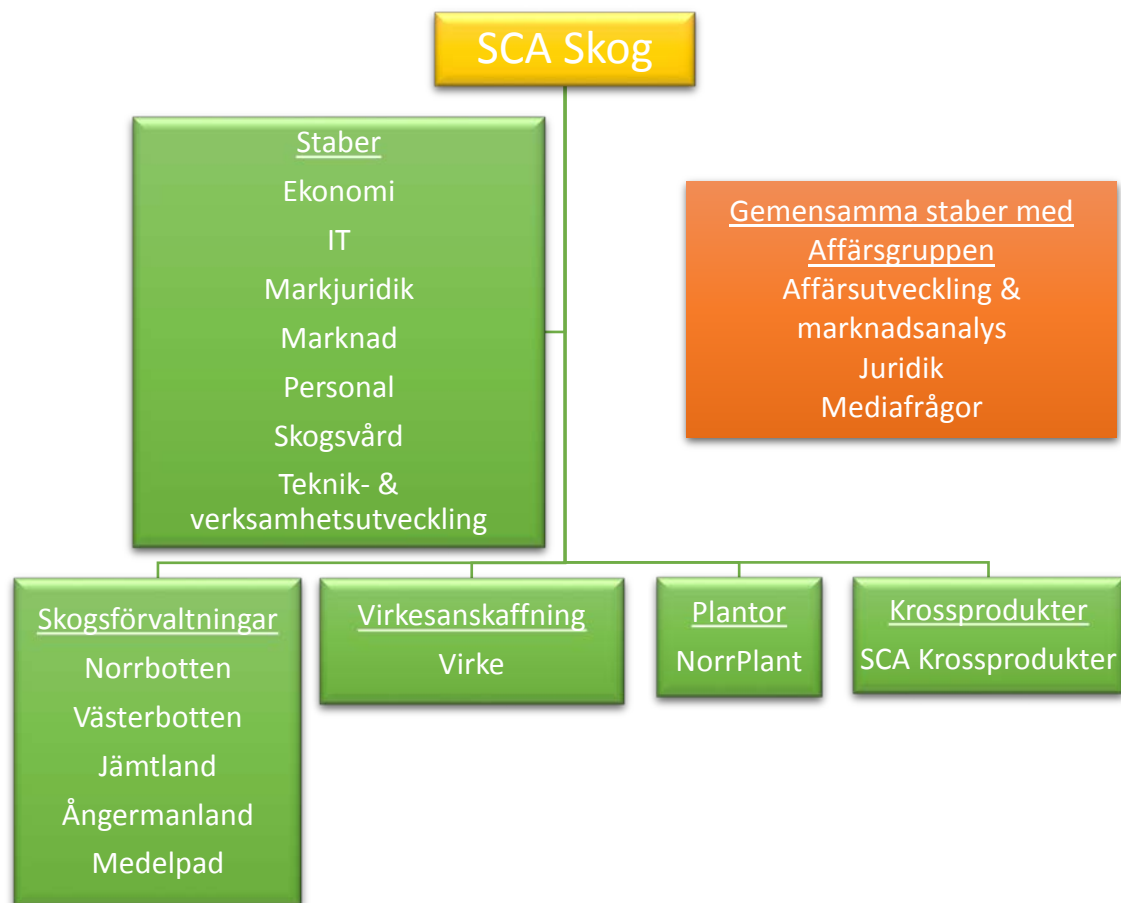 SCA Skog
Staber
Ekonomi
IT
Markjuridik
Marknad
Personal
Skogsvård
Teknik- &
verksamhetsutveckling
Gemensamma staber med
Affärsgruppen
Affärsutveckling &
marknadsanalys
Juridik
Mediafrågor
Skogsförvaltningar
Norrbotten
Västerbotten
Jämtland
Ångermanland
Medelpad
Virkesanskaffning
Virke
Plantor
NorrPlant
Krossprodukter
SCA Krossprodukter